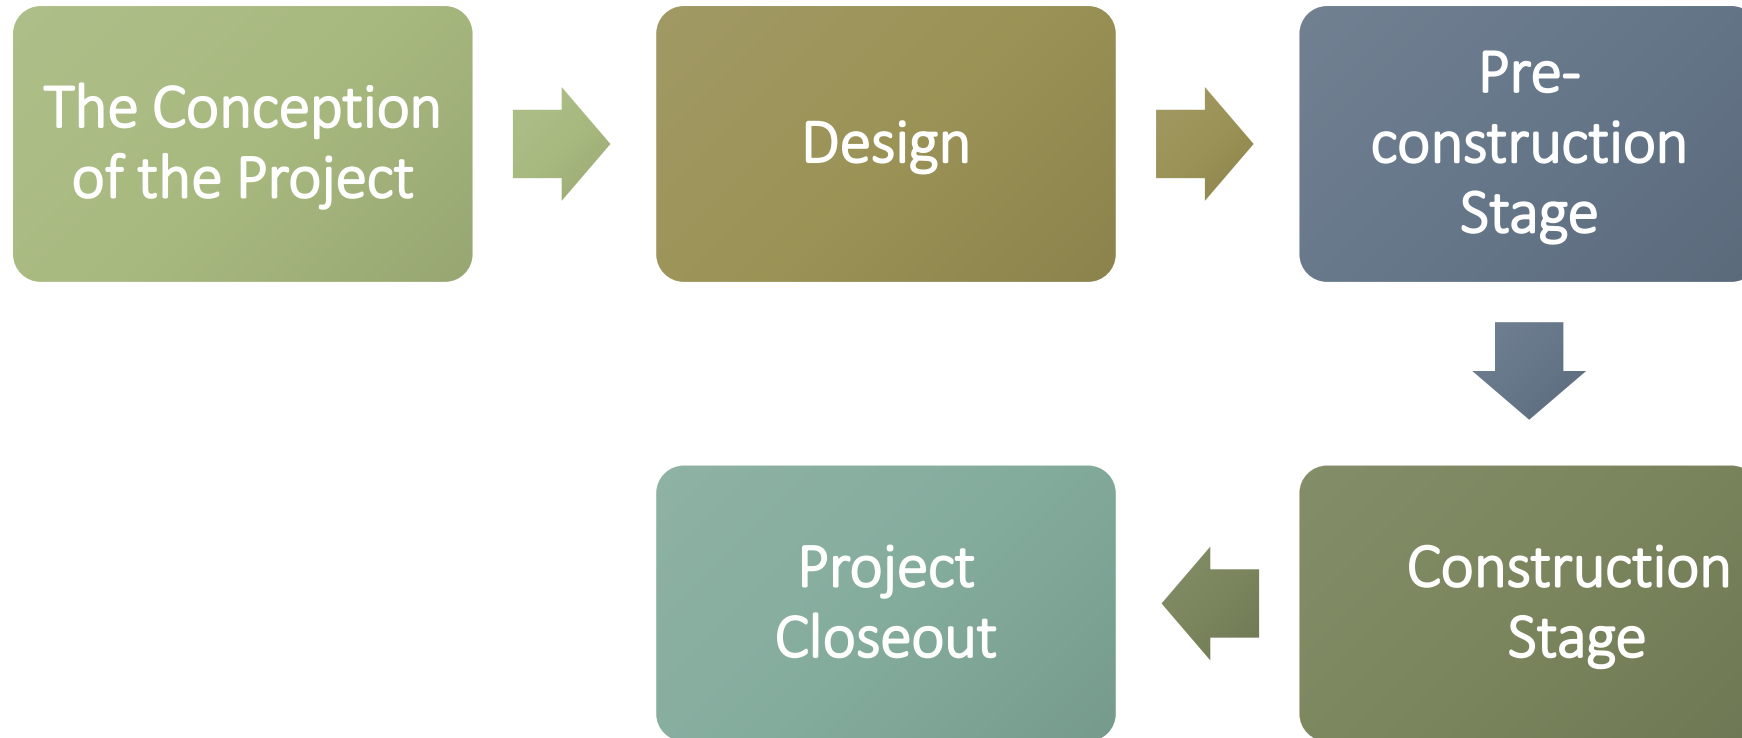 The Conception
of the Project
Design
Pre-
construction
Stage
Construction
Stage
Project
Closeout